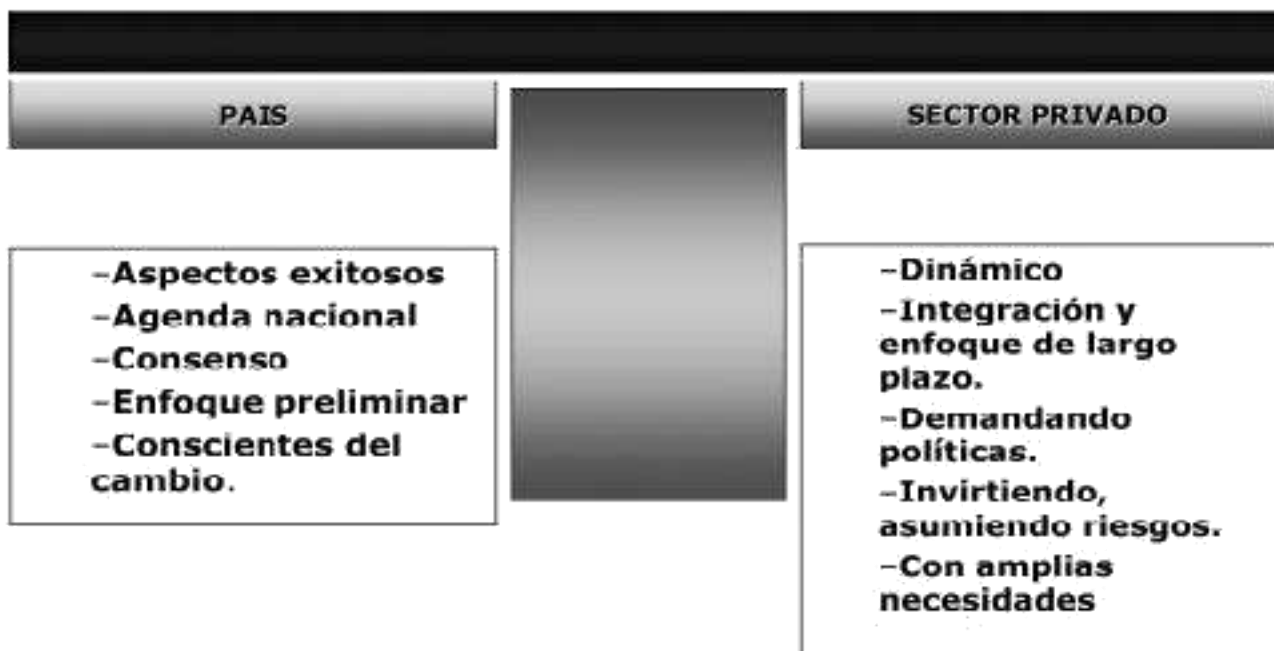 PAIS
–Aspectos exitosos
–Agenda nacional
–Consenso
–Enfoque preliminar
–Conscientes del
cambio.
SECTOR PRIVADO
–Dinámico
–Integración y
enfoque de largo
plazo.
–Demandando
políticas.
–Invirtiendo,
asumiendo riesgos.
–Con amplias
necesidades